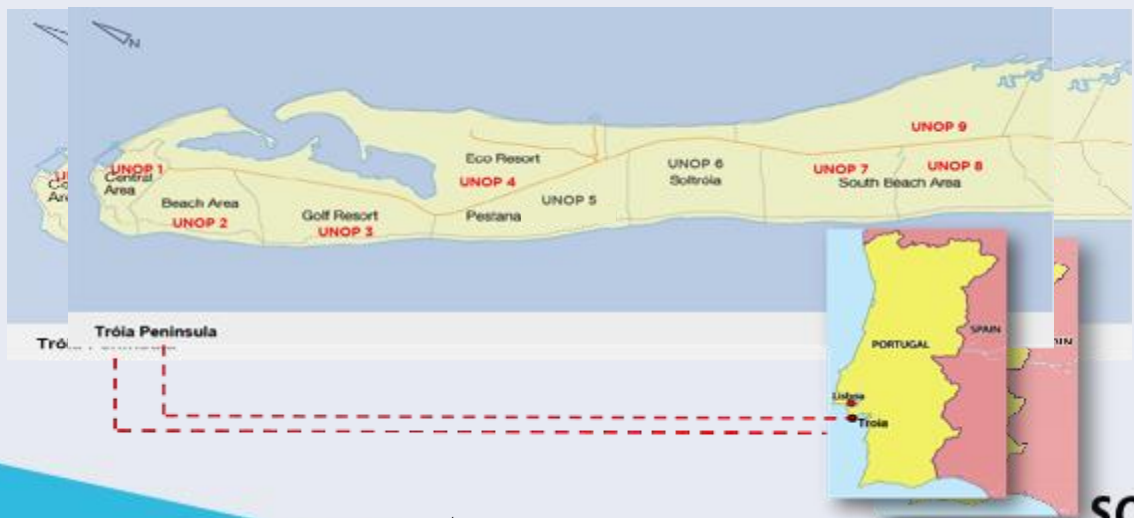 N
UNOP 1
Central
Area
Beach Area
UNOP 2
Golf Resort
UNOP 3
Eco Resort
UNOP 4
Pestana
UNOP 5
UNOP 6
Soltróia
UNOP 7
UNOP 8
South Beach Area
UNOP 9
Tróia Peninsula
PORTUGAL
SPAIN
Lisboa
Troia